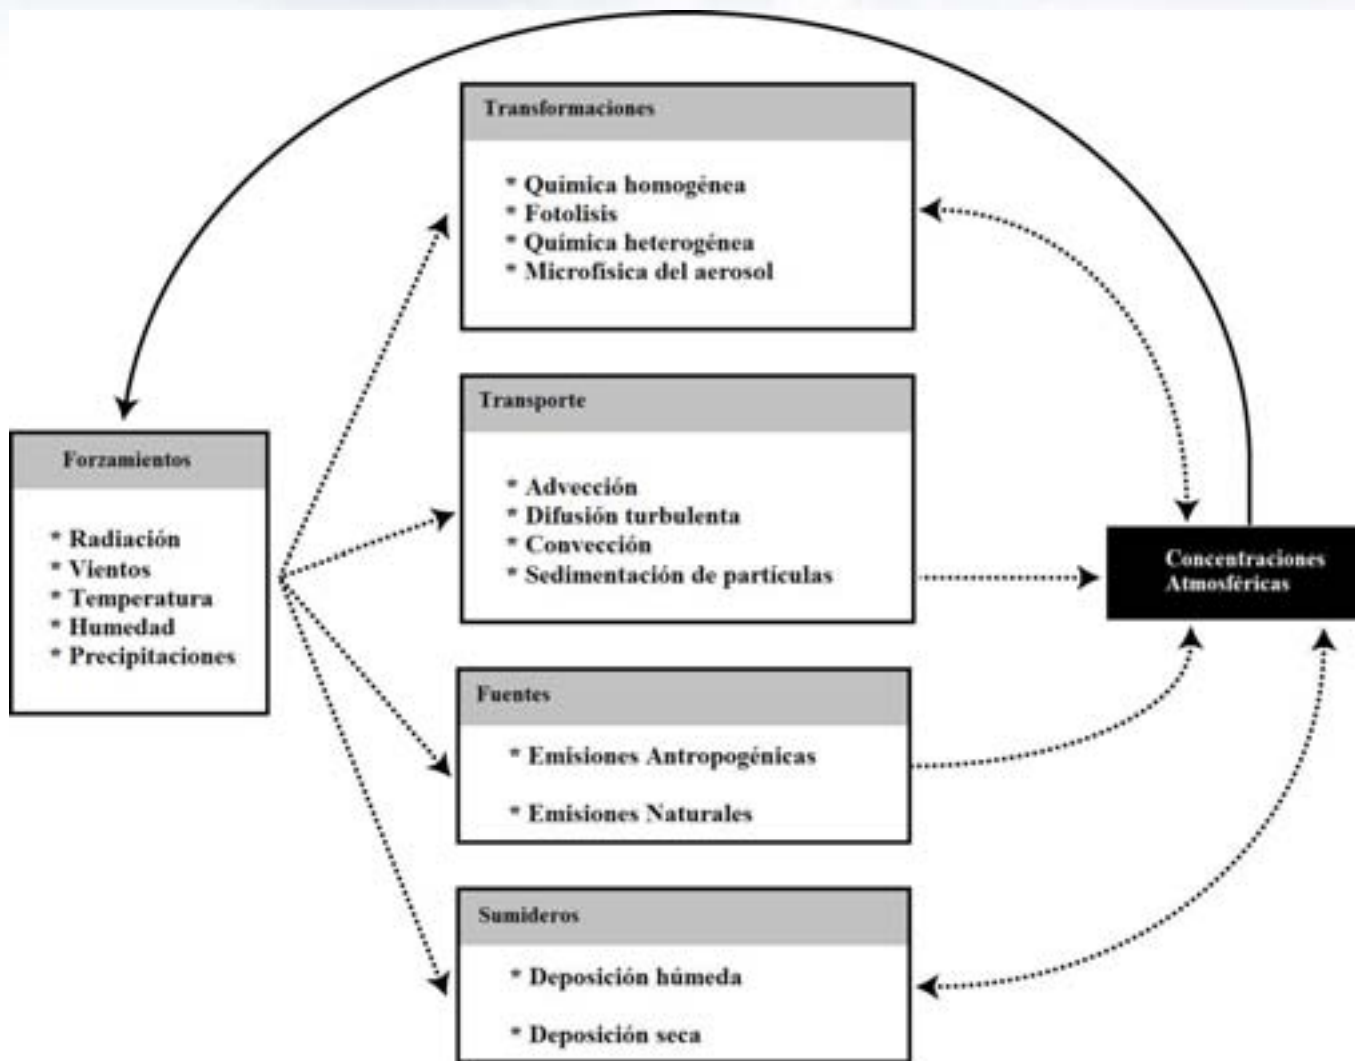 Transformaciones
* Química homogénea
* Fotolisis
* Química heterogénea
* Microfísica del aerosol
Transporte
* Advección
* Difusión turbulenta
* Convección
* Sedimentación de partículas
Forzamientos
* Radiación
* Vientos
* Temperatura
* Humedad
* Precipitaciones
Concentraciones
Atmosféricas
Fuentes
* Emisiones Antropogénicas
* Emisiones Naturales
Sumideros
* Deposición húmeda
* Deposición seca